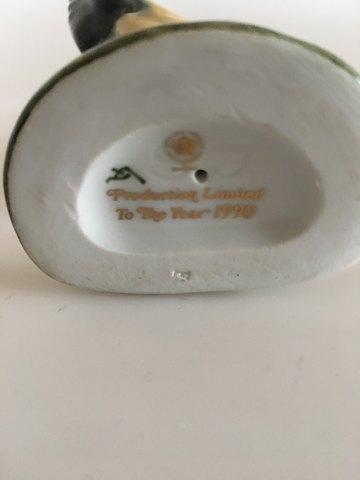 Production Limited
To The Year 1990